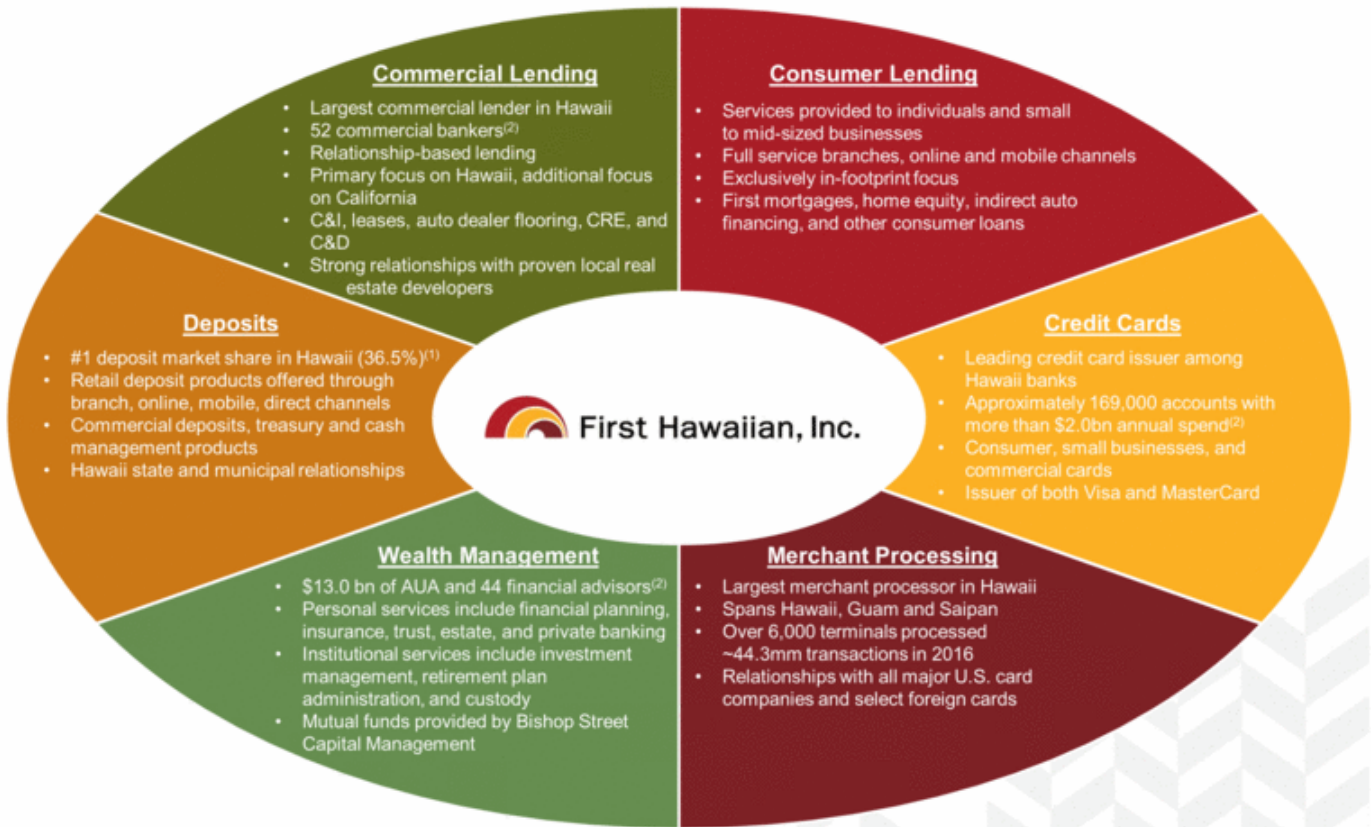 Commercial Lending
• Largest commercial lender in Hawaii
• 52 commercial bankers(2)
• Relationship-based lending
• Primary focus on Hawaii, additional focus
on California
• C&I, leases, auto dealer flooring, CRE, and
C&D
• Strong relationships with proven local real
estate developers
Consumer Lending
• Services provided to individuals and small
to mid-sized businesses
• Full service branches, online and mobile channels
• Exclusively in-footprint focus
• First mortgages, home equity, indirect auto
financing, and other consumer loans
Deposits
• #1 deposit market share in Hawaii (36.5%)(1)
• Retail deposit products offered through
branch, online, mobile, direct channels
• Commercial deposits, treasury and cash
management products
• Hawaii state and municipal relationships
First Hawaiian, Inc.
Credit Cards
• Leading credit card issuer among
Hawaii banks
• Approximately 169,000 accounts with
more than $2.0bn annual spend(2)
• Consumer, small businesses, and
commercial cards
• Issuer of both Visa and MasterCard
Wealth Management
• $13.0 bn of AUA and 44 financial advisors(2)
• Personal services include financial planning,
insurance, trust, estate, and private banking
• Institutional services include investment
management, retirement plan
administration, and custody
• Mutual funds provided by Bishop Street
Capital Management
Merchant Processing
• Largest merchant processor in Hawaii
• Spans Hawaii, Guam and Saipan
• Over 6,000 terminals processed
~44.3mm transactions in 2016
• Relationships with all major U.S. card
companies and select foreign cards